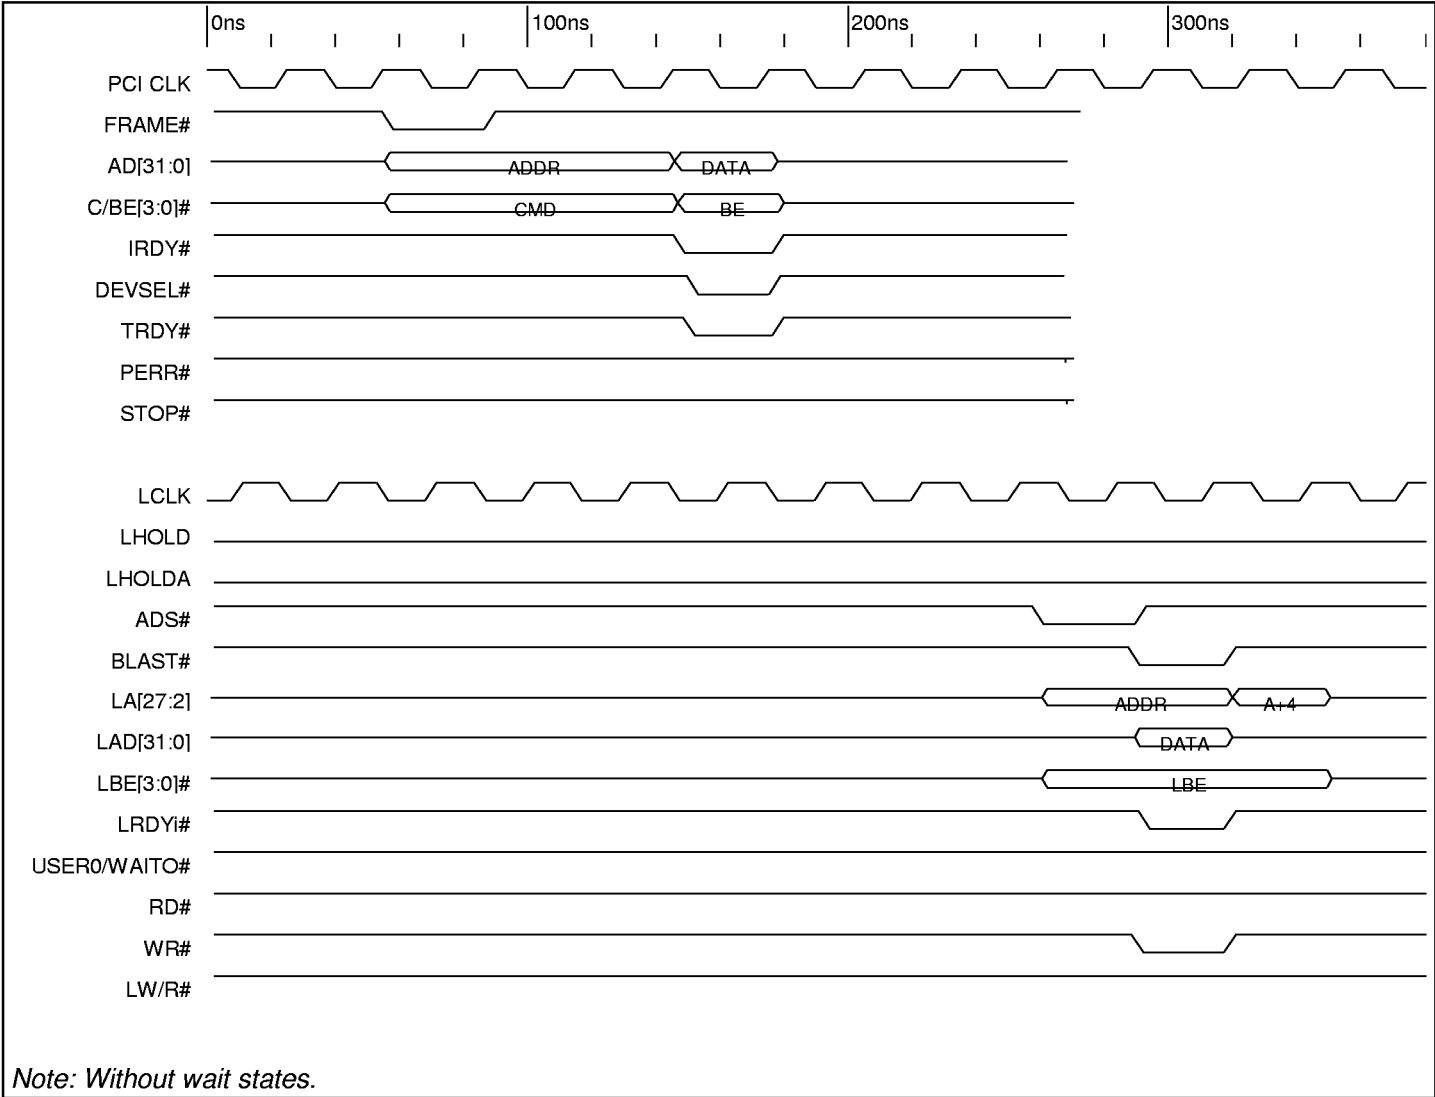 0ns 100ns 200ns 300ns
PCI CLK
FRAME#
AD[31:0] ADDR DATA
C/BE[3:0]# CMD BE
IRDY#
DEVSEL#
TRDY#
PERR#
STOP#
LCLK
LHOLD
LHOLDA
ADS#
BLAST#
LA[27:2] ADDR A+4
LAD[31:0] DATA
LBE[3:0]# LBE
LRDYi#
USER0/WAITO#
RD#
WR#
LW/R#
Note: Without wait states.